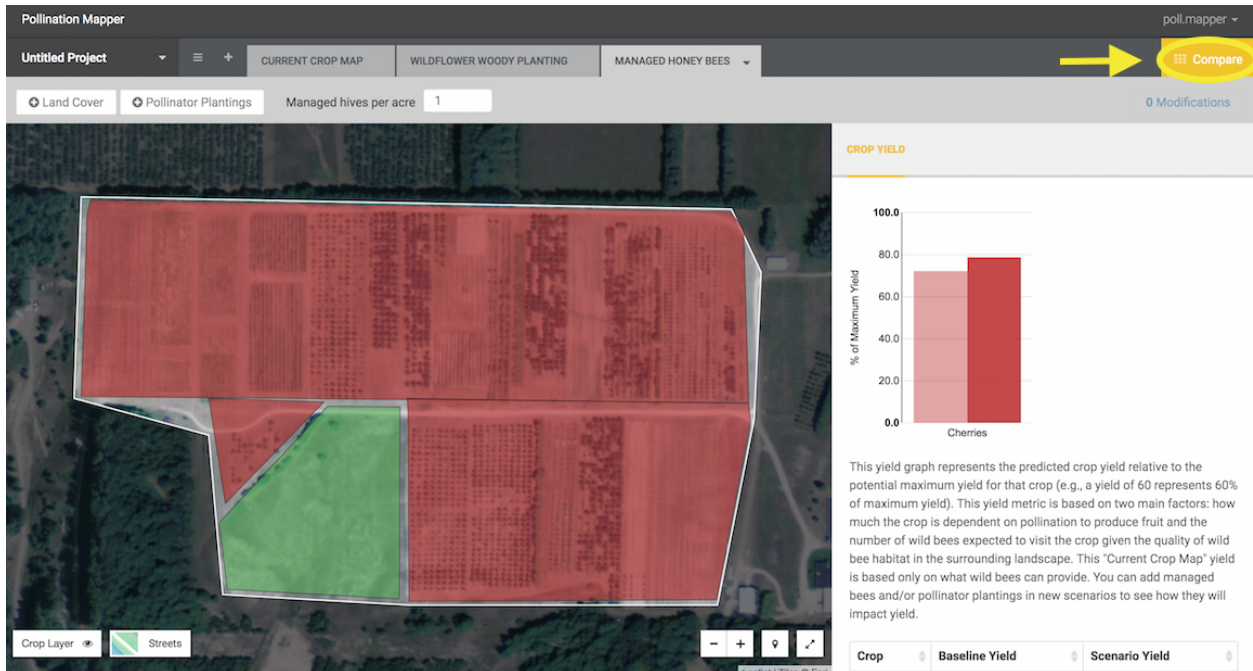 Pollination Mapper
poll.mapper
Untitled Project
CURRENT CROP MAP
WILDFLOWER WOODY PLANTING
MANAGED HONEY BEES
Compare
Land Cover
Pollinator Plantings
Managed hives per acre
1
0 Modifications
CROP YIELD
100.0
80.0
60.0
40.0
20.0
0.0
% of Maximum Yield
Cherries
This yield graph represents the predicted crop yield relative to the
potential maximum yield for that crop (e.g., a yield of 60 represents 60%
of maximum yield). This yield metric is based on two main factors: how
much the crop is dependent on pollination to produce fruit and the
number of wild bees expected to visit the crop given the quality of wild
bee habitat in the surrounding landscape. This "Current Crop Map" yield
is based only on what wild bees can provide. You can add managed
bees and/or pollinator plantings in new scenarios to see how they will
impact yield.
Crop Baseline Yield Scenario Yield
Crop Layer
Streets